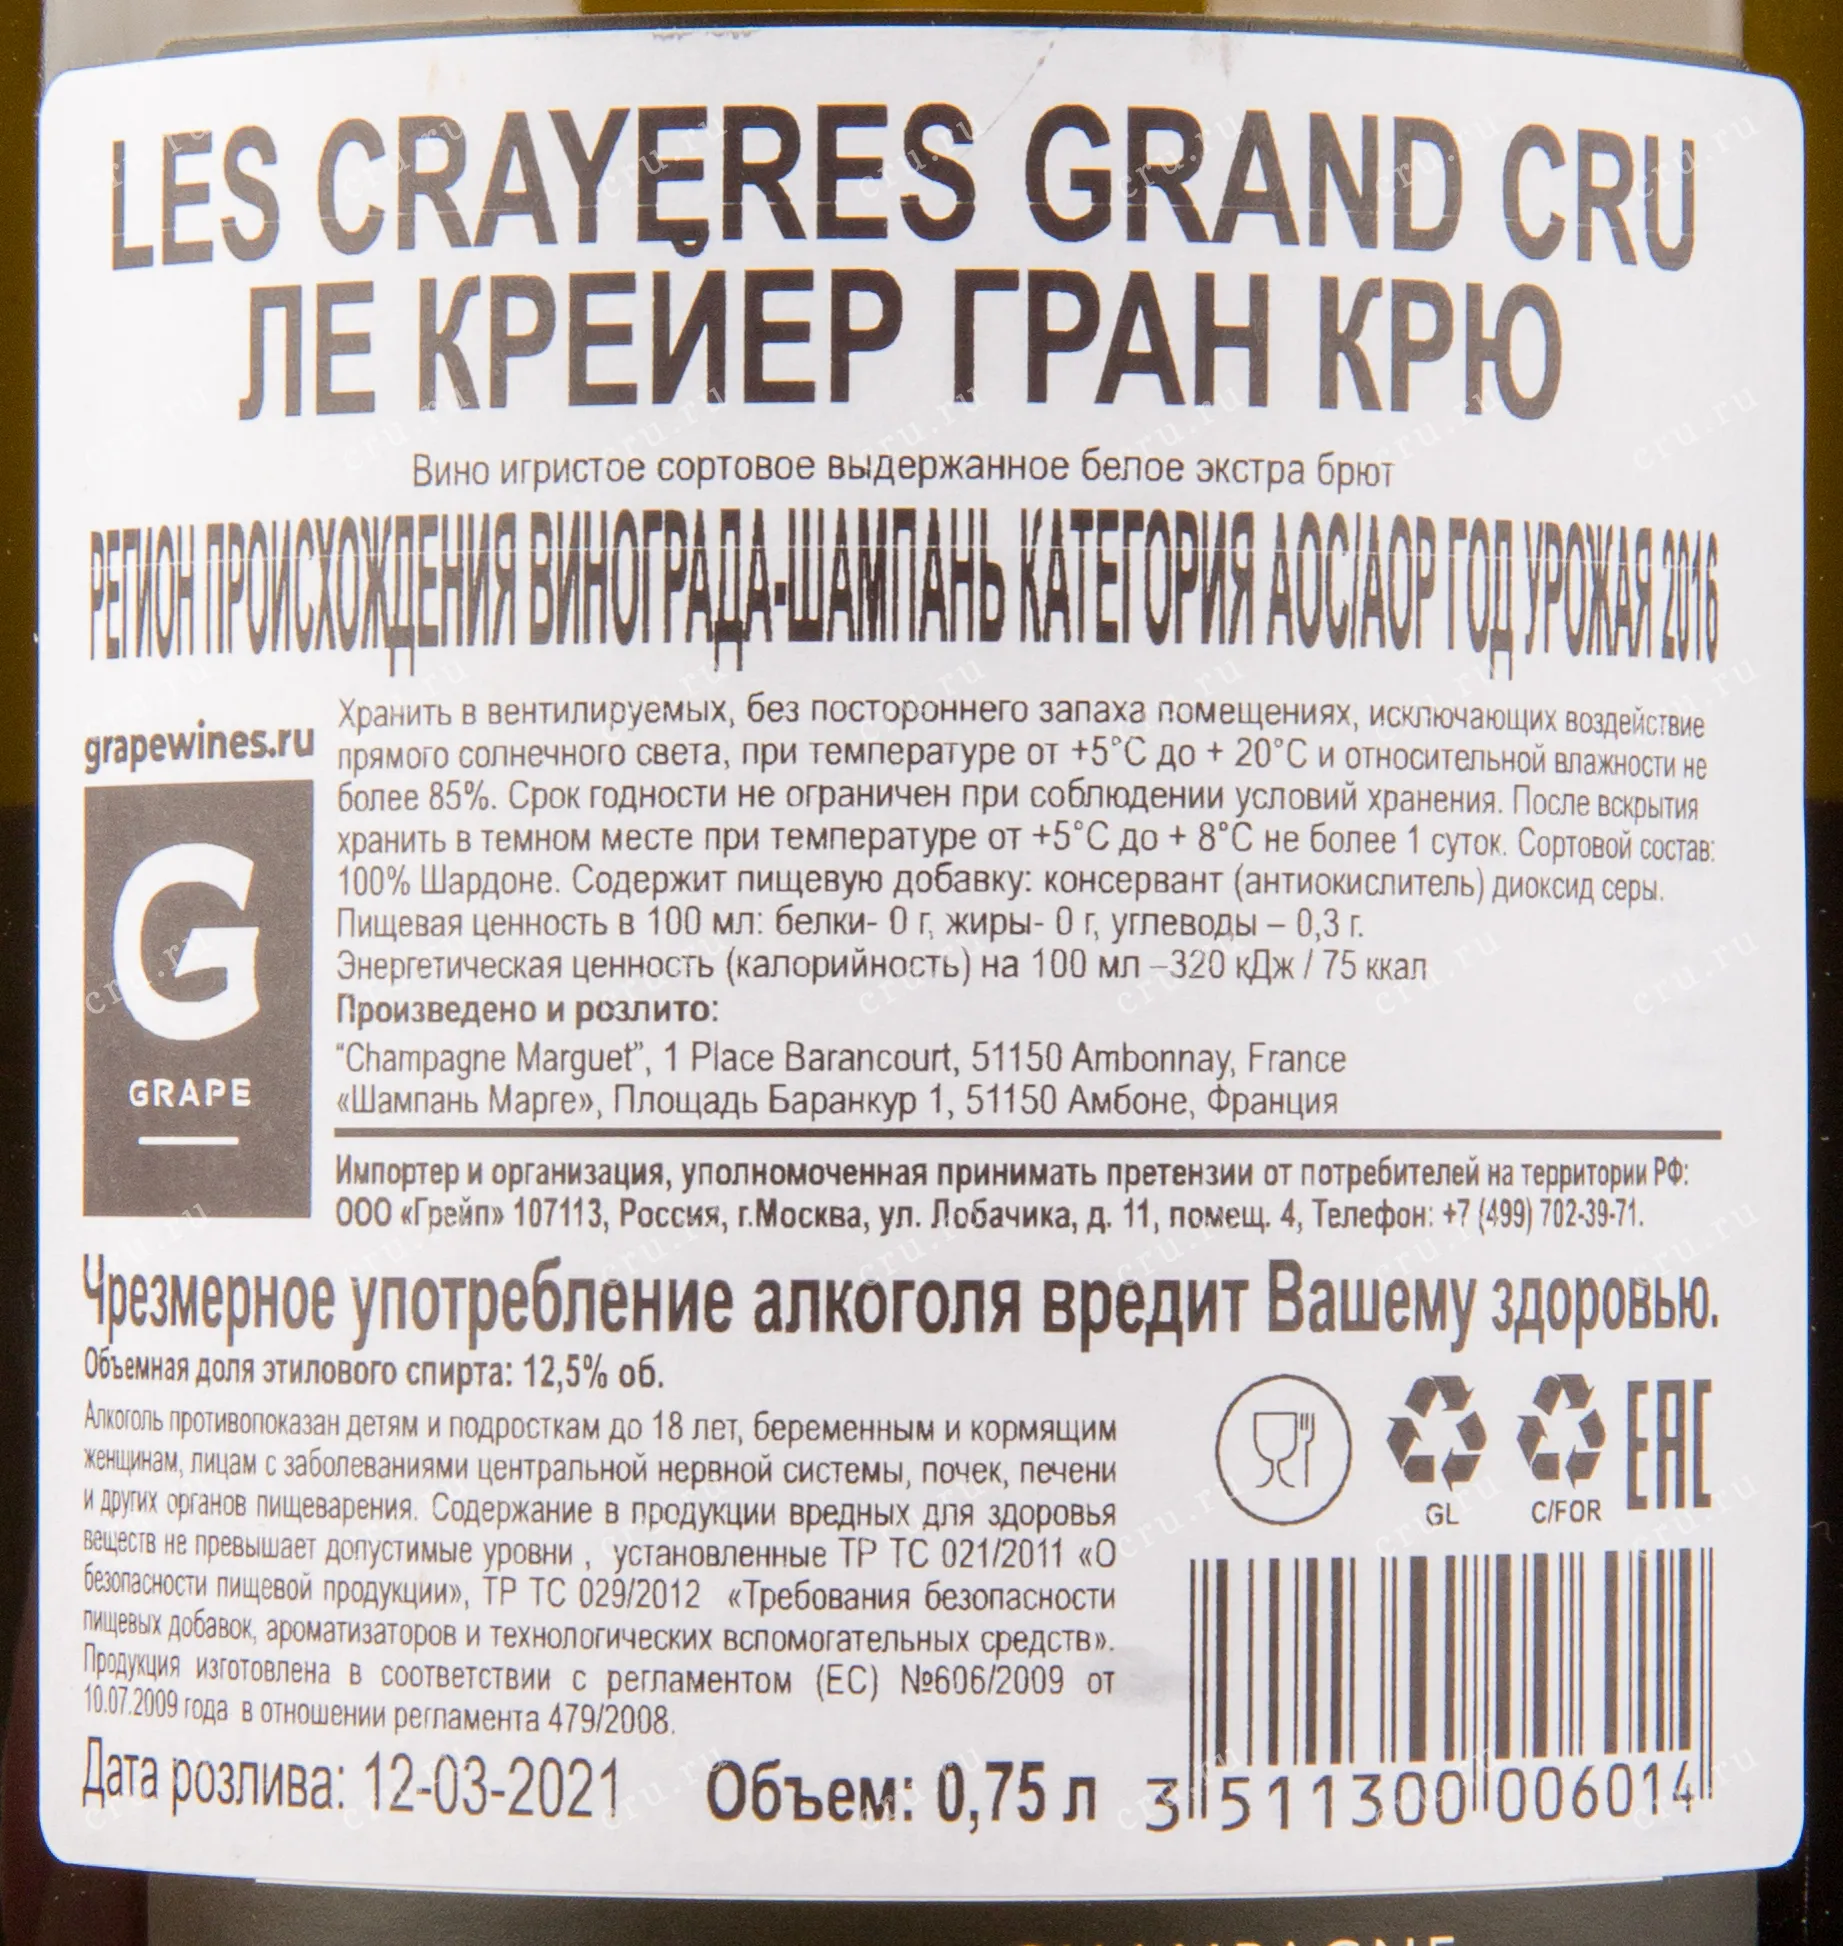 LES CRAYERES GRAND CRU
ЛЕ КРЕЙЕР ГРАН КРЮ
Вино игристое сортовое выдержанное белое экстра брют
РЕГИОН ПРОИСХОЖДЕНИЯ ВИНОГРАДА-ШАМПАНЬ КАТЕГОРИЯ AOC/AOP ГОД УРОЖАЯ 2016
grapewines.ru
G
GRAPE
Хранить в вентилируемых, без постороннего запаха помещениях, исключающих воздействие
прямого солнечного света, при температуре от +5°C до + 20°C и относительной влажности не
более 85%. Срок годности не ограничен при соблюдении условий хранения. После вскрытия
хранить в темном месте при температуре от +5°C до + 8°C не более 1 суток. Сортовой состав:
100% Шардоне. Содержит пищевую добавку: консервант (антиокислитель) диоксид серы.
Пищевая ценность в 100 мл: белки- 0 г, жиры- 0 г, углеводы – 0,3 г.
Энергетическая ценность (калорийность) на 100 мл –320 кДж / 75 ккал
Произведено и розлито:
“Champagne Marguet”, 1 Place Barancourt, 51150 Ambonnay, France
«Шампань Марге», Площадь Баранкур 1, 51150 Амбоне, Франция
Импортер и организация, уполномоченная принимать претензии от потребителей на территории РФ:
ООО «Грейп» 107113, Россия, г.Москва, ул. Лобачика, д. 11, помещ. 4, Телефон: +7 (499) 702-39-71.
Чрезмерное употребление алкоголя вредит Вашему здоровью.
Объемная доля этилового спирта: 12,5% об.
Алкоголь противопоказан детям и подросткам до 18 лет, беременным и кормящим
женщинам, лицам с заболеваниями центральной нервной системы, почек, печени
и других органов пищеварения. Содержание в продукции вредных для здоровья
веществ не превышает допустимые уровни , установленные ТР ТС 021/2011 «О
безопасности пищевой продукции», ТР ТС 029/2012 «Требования безопасности
пищевых добавок, ароматизаторов и технологических вспомогательных средств».
Продукция изготовлена в соответствии с регламентом (ЕС) №606/2009 от
10.07.2009 года в отношении регламента 479/2008.
GL
C/FOR
EAC
Дата розлива: 12-03-2021
Объем: 0,75 л
3 511300 006014
CHAMPAGNE
cru.ru